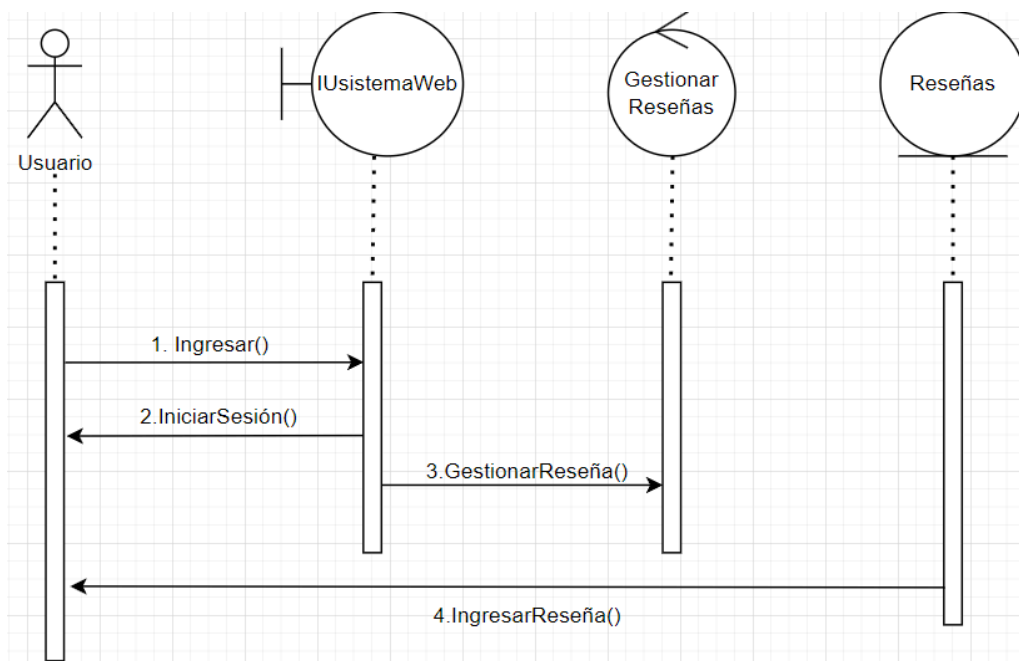 Usuario
IUsistemaWeb
Gestionar
Reseñas
Reseñas
1. Ingresar()
2.IniciarSesión()
3.GestionarReseña()
4.IngresarReseña()